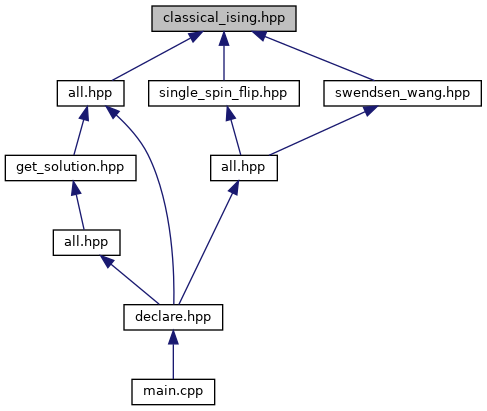 classical_ising.hpp
all.hpp
single_spin_flip.hpp
swendsen_wang.hpp
get_solution.hpp
all.hpp
all.hpp
declare.hpp
main.cpp